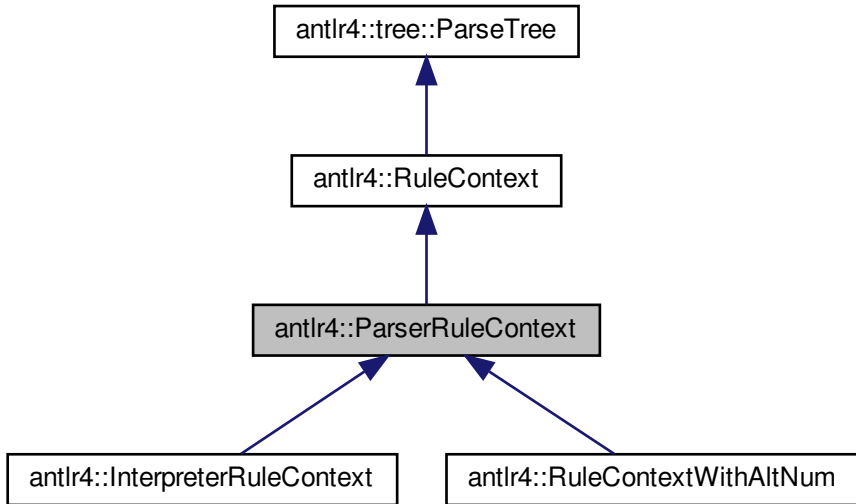 antlr4::tree::ParseTree
antlr4::RuleContext
antlr4::ParserRuleContext
antlr4::InterpreterRuleContext
antlr4::RuleContextWithAltNum